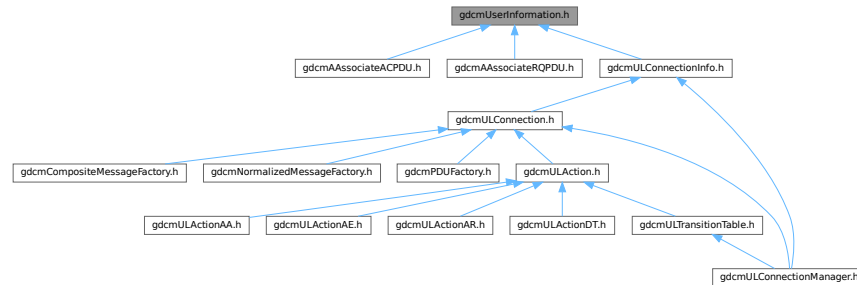 gdcmUserInformation.h
gdcmAAssociateACPDU.h
gdcmAAssociateRQPDU.h
gdcmULConnectionInfo.h
gdcmULConnection.h
gdcmCompositeMessageFactory.h
gdcmNormalizedMessageFactory.h
gdcmPDUFactory.h
gdcmULAction.h
gdcmULActionAA.h
gdcmULActionAE.h
gdcmULActionAR.h
gdcmULActionDT.h
gdcmULTransitionTable.h
gdcmULConnectionManager.h